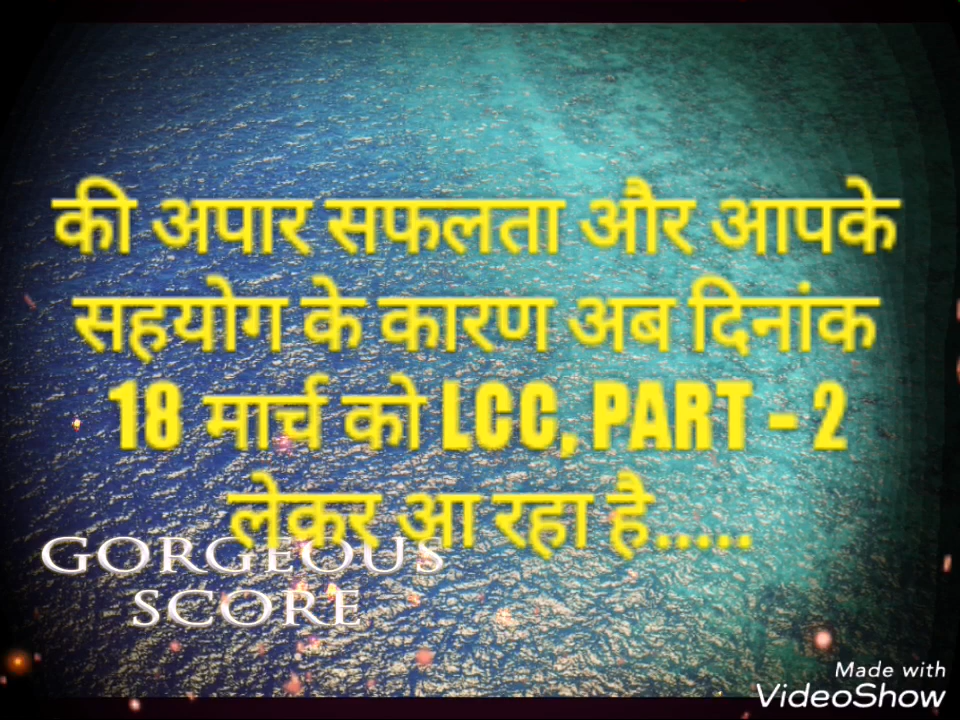 की अपार सफलता और आपके
सहयोग के कारण अब दिनांक
18 मार्च को LCC, PART - 2
लेकर आ रहा है.....
GORGEOUS
SCORE
Made with
VideoShow